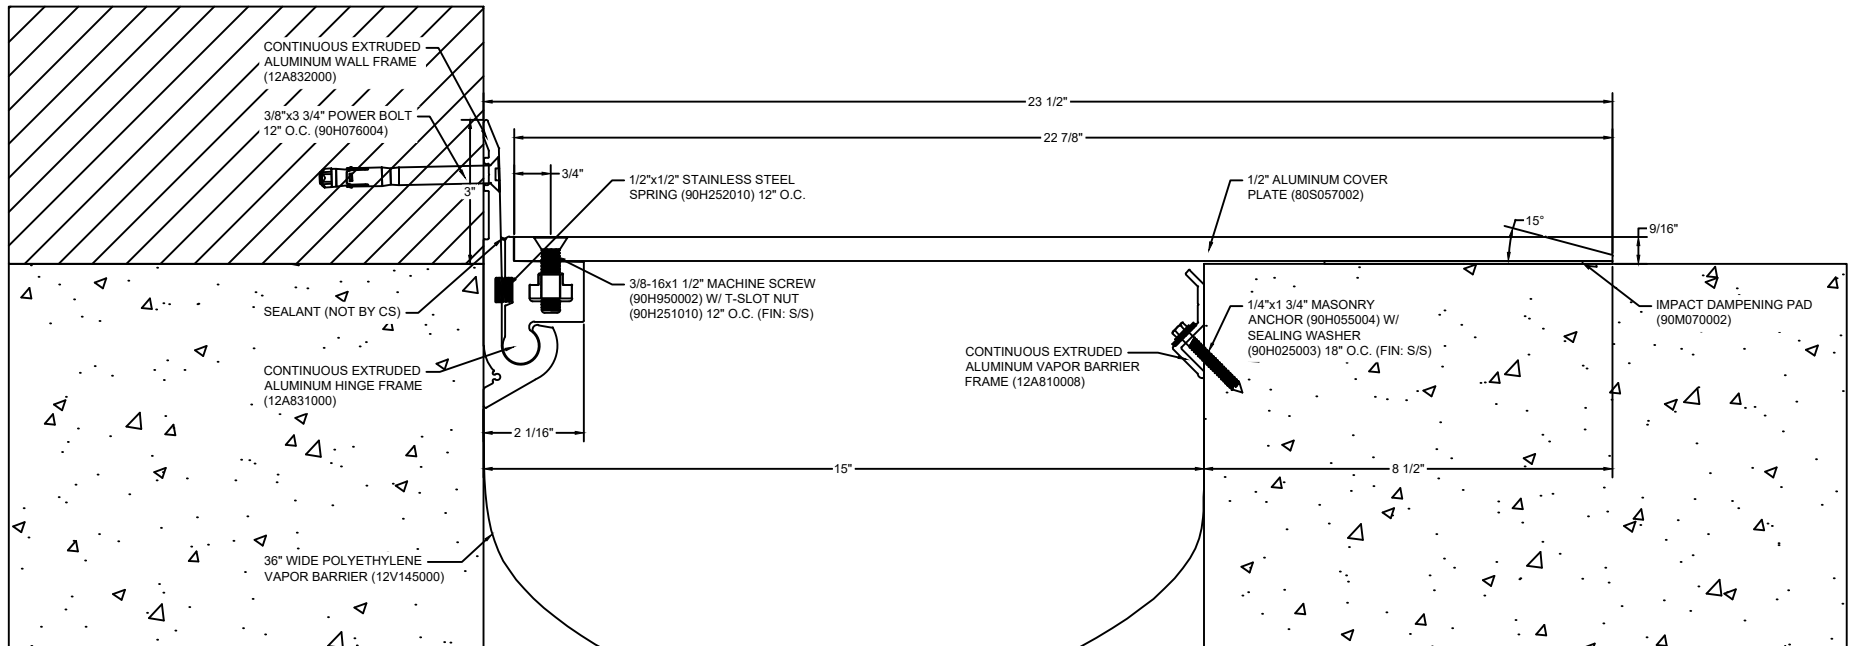 CONTINUOUS EXTRUDED
ALUMINUM WALL FRAME
(12A832000)
3/8"x3 3/4" POWER BOLT
12" O.C. (90H076004)
3"
23 1/2"
22 7/8"
3/4"
1/2"x1/2" STAINLESS STEEL
SPRING (90H252010) 12" O.C.
1/2" ALUMINUM COVER
PLATE (80S057002)
15°
9/16"
SEALANT (NOT BY CS)
3/8-16x1 1/2" MACHINE SCREW
(90H950002) W/ T-SLOT NUT
(90H251010) 12" O.C. (FIN: S/S)
1/4"x1 3/4" MASONRY
ANCHOR (90H055004) W/
SEALING WASHER
(90H025003) 18" O.C. (FIN: S/S)
IMPACT DAMPENING PAD
(90M070002)
CONTINUOUS EXTRUDED
ALUMINUM HINGE FRAME
(12A831000)
CONTINUOUS EXTRUDED
ALUMINUM VAPOR BARRIER
FRAME (12A810008)
2 1/16"
15"
8 1/2"
36" WIDE POLYETHYLENE
VAPOR BARRIER (12V145000)